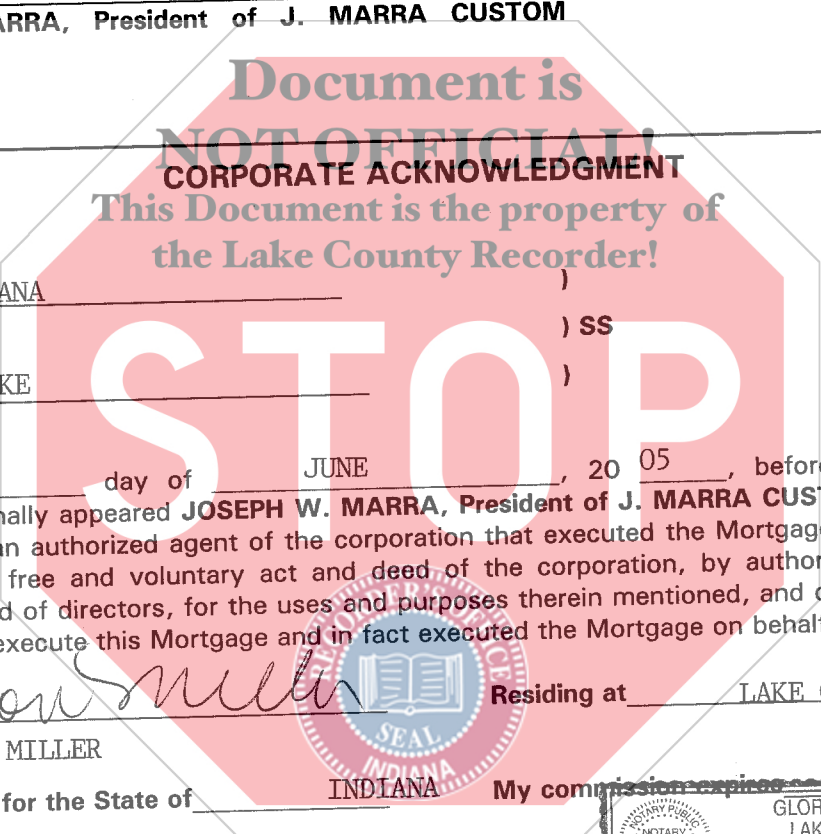 ARRA, President of J. MARRA CUSTOM
Document is
NOT OFFICIAL!
CORPORATE ACKNOWLEDGMENT
This Document is the property of
the Lake County Recorder!
ANA )
) SS
KE )
STOP
day of JUNE , 20 05 , before
nally appeared JOSEPH W. MARRA, President of J. MARRA CUST
an authorized agent of the corporation that executed the Mortgage
free and voluntary act and deed of the corporation, by author
d of directors, for the uses and purposes therein mentioned, and o
execute this Mortgage and in fact executed the Mortgage on behalf
RECORDER'S OFFICE
SEAL
INDIANA
Residing at LAKE
MILLER
for the State of INDIANA My commission expires
NOTARY PUBLIC
NOTARY
GLOR
LAK